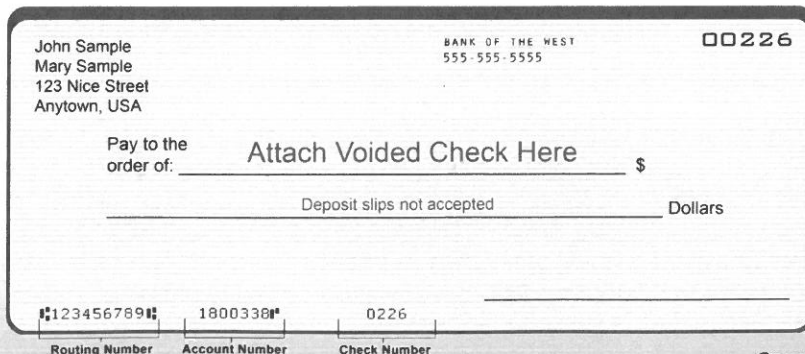 John Sample
Mary Sample
123 Nice Street
Anytown, USA
BANK OF THE WEST
555-555-5555
00226
Pay to the
order of: Attach Voided Check Here $
Deposit slips not accepted Dollars
⑆123456789⑆ 1800338⑈ 0226
Routing Number Account Number Check Number